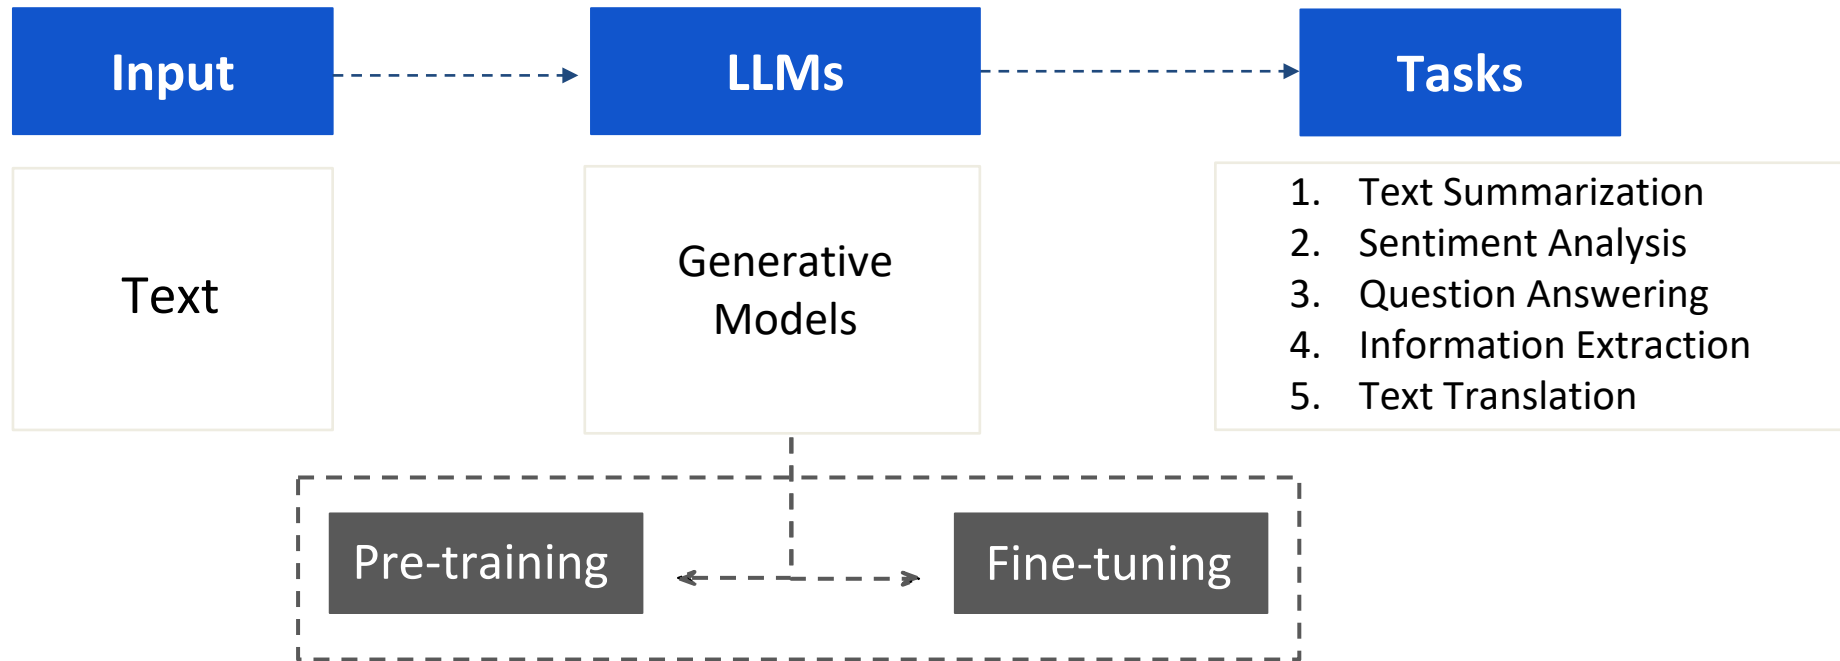 Input
LLMs
Tasks
Text
Generative
Models
1. Text Summarization
2. Sentiment Analysis
3. Question Answering
4. Information Extraction
5. Text Translation
Pre-training
Fine-tuning